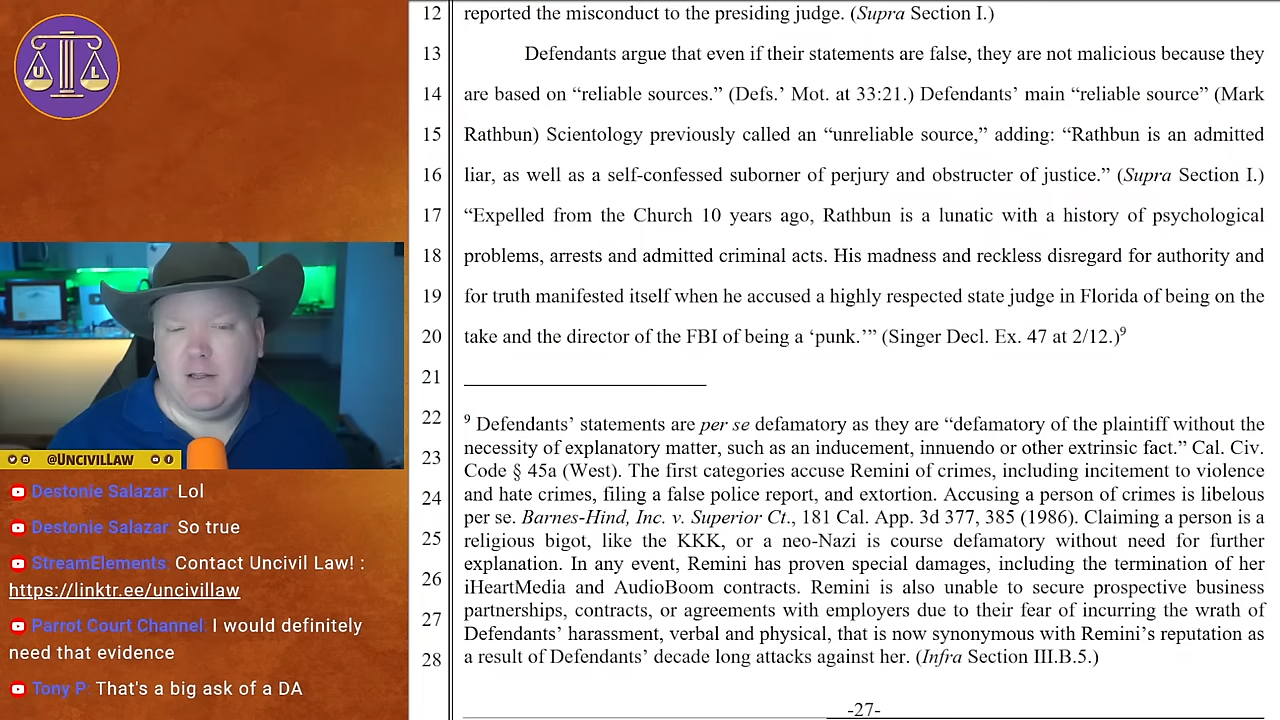 U L
@UNCIVILLAW
Destonie Salazar: Lol
Destonie Salazar: So true
StreamElements: Contact Uncivil Law! :
https://linktr.ee/uncivillaw
Parrot Court Channel: I would definitely
need that evidence
Tony P: That's a big ask of a DA
12 reported the misconduct to the presiding judge. (Supra Section I.)
13 Defendants argue that even if their statements are false, they are not malicious because they
14 are based on “reliable sources.” (Defs.’ Mot. at 33:21.) Defendants’ main “reliable source” (Mark
15 Rathbun) Scientology previously called an “unreliable source,” adding: “Rathbun is an admitted
16 liar, as well as a self-confessed suborner of perjury and obstructer of justice.” (Supra Section I.)
17 “Expelled from the Church 10 years ago, Rathbun is a lunatic with a history of psychological
18 problems, arrests and admitted criminal acts. His madness and reckless disregard for authority and
19 for truth manifested itself when he accused a highly respected state judge in Florida of being on the
20 take and the director of the FBI of being a ‘punk.’” (Singer Decl. Ex. 47 at 2/12.)9
21
22 9 Defendants’ statements are per se defamatory as they are “defamatory of the plaintiff without the
23 necessity of explanatory matter, such as an inducement, innuendo or other extrinsic fact.” Cal. Civ.
Code § 45a (West). The first categories accuse Remini of crimes, including incitement to violence
24 and hate crimes, filing a false police report, and extortion. Accusing a person of crimes is libelous
per se. Barnes-Hind, Inc. v. Superior Ct., 181 Cal. App. 3d 377, 385 (1986). Claiming a person is a
25 religious bigot, like the KKK, or a neo-Nazi is course defamatory without need for further
explanation. In any event, Remini has proven special damages, including the termination of her
26 iHeartMedia and AudioBoom contracts. Remini is also unable to secure prospective business
27 partnerships, contracts, or agreements with employers due to their fear of incurring the wrath of
Defendants’ harassment, verbal and physical, that is now synonymous with Remini’s reputation as
28 a result of Defendants’ decade long attacks against her. (Infra Section III.B.5.)
-27-